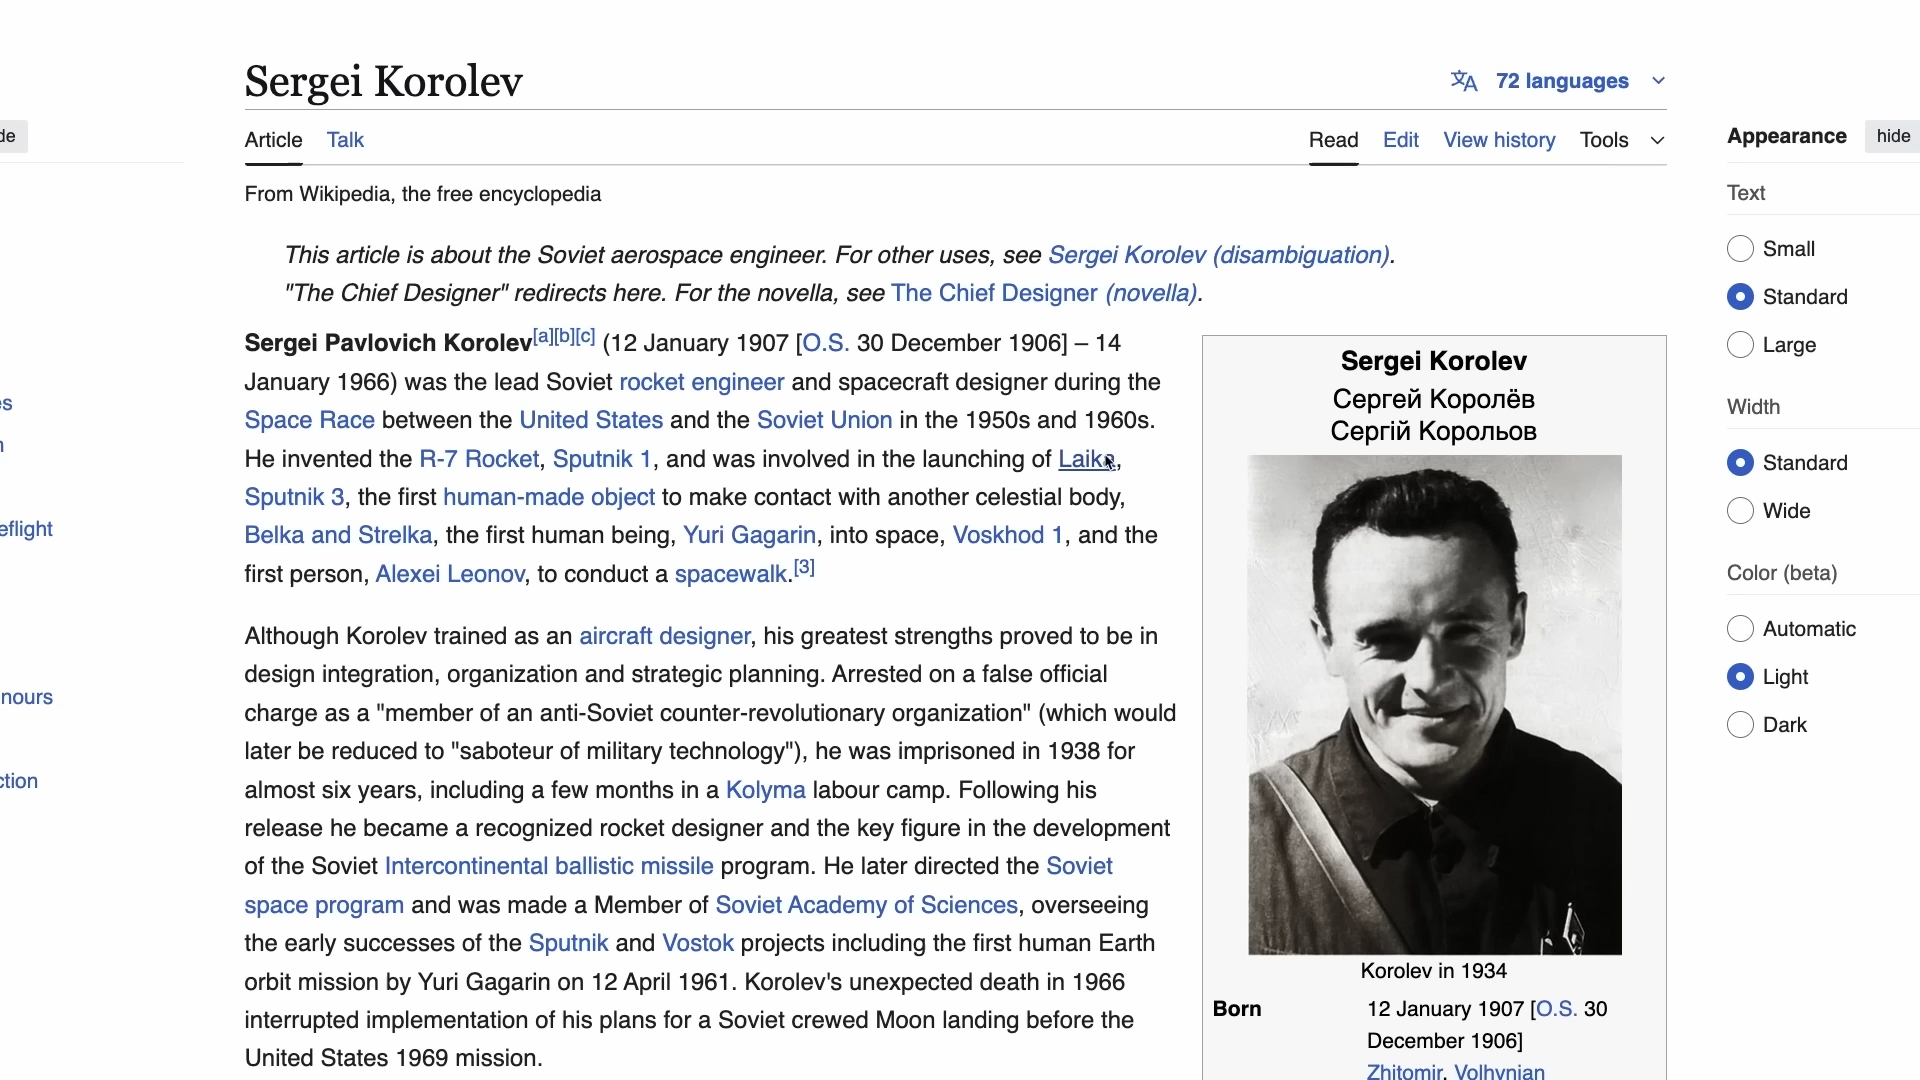 Sergei Korolev
72 languages
de
Article Talk
Read Edit View history Tools
From Wikipedia, the free encyclopedia
This article is about the Soviet aerospace engineer. For other uses, see Sergei Korolev (disambiguation).
"The Chief Designer" redirects here. For the novella, see The Chief Designer (novella).
Sergei Pavlovich Korolev[a][b][c] (12 January 1907 [O.S. 30 December 1906] – 14
January 1966) was the lead Soviet rocket engineer and spacecraft designer during the
Space Race between the United States and the Soviet Union in the 1950s and 1960s.
He invented the R-7 Rocket, Sputnik 1, and was involved in the launching of Laika,
Sputnik 3, the first human-made object to make contact with another celestial body,
Belka and Strelka, the first human being, Yuri Gagarin, into space, Voskhod 1, and the
first person, Alexei Leonov, to conduct a spacewalk.[3]
Although Korolev trained as an aircraft designer, his greatest strengths proved to be in
design integration, organization and strategic planning. Arrested on a false official
charge as a "member of an anti-Soviet counter-revolutionary organization" (which would
later be reduced to "saboteur of military technology"), he was imprisoned in 1938 for
almost six years, including a few months in a Kolyma labour camp. Following his
release he became a recognized rocket designer and the key figure in the development
of the Soviet Intercontinental ballistic missile program. He later directed the Soviet
space program and was made a Member of Soviet Academy of Sciences, overseeing
the early successes of the Sputnik and Vostok projects including the first human Earth
orbit mission by Yuri Gagarin on 12 April 1961. Korolev's unexpected death in 1966
interrupted implementation of his plans for a Soviet crewed Moon landing before the
United States 1969 mission.
es
n
eflight
nours
ction
Sergei Korolev
Сергей Королёв
Сергій Корольов
Korolev in 1934
Born 12 January 1907 [O.S. 30
December 1906]
Zhitomir, Volhynian
Appearance hide
Text
Small
Standard
Large
Width
Standard
Wide
Color (beta)
Automatic
Light
Dark